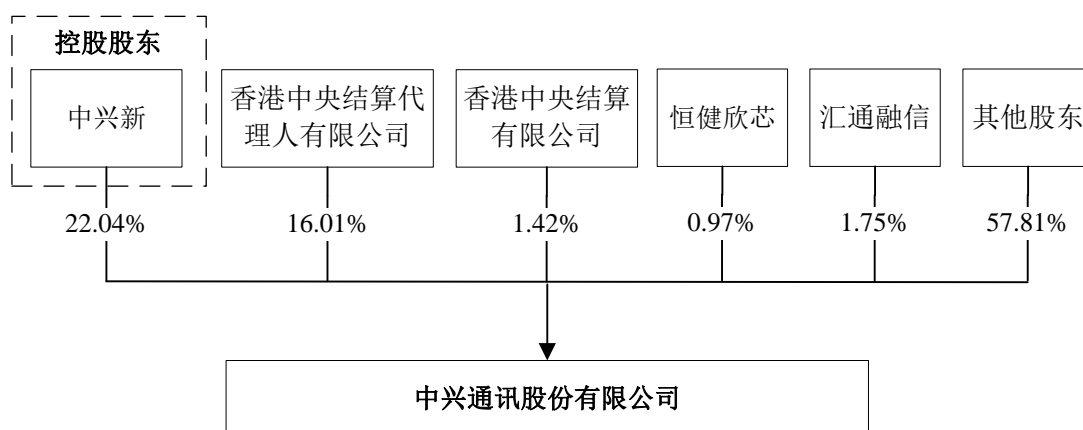 控股股东
中兴新
香港中央结算代
理人有限公司
香港中央结算
有限公司
恒健欣芯
汇通融信
其他股东
22.04%
16.01%
1.42%
0.97%
1.75%
57.81%
中兴通讯股份有限公司